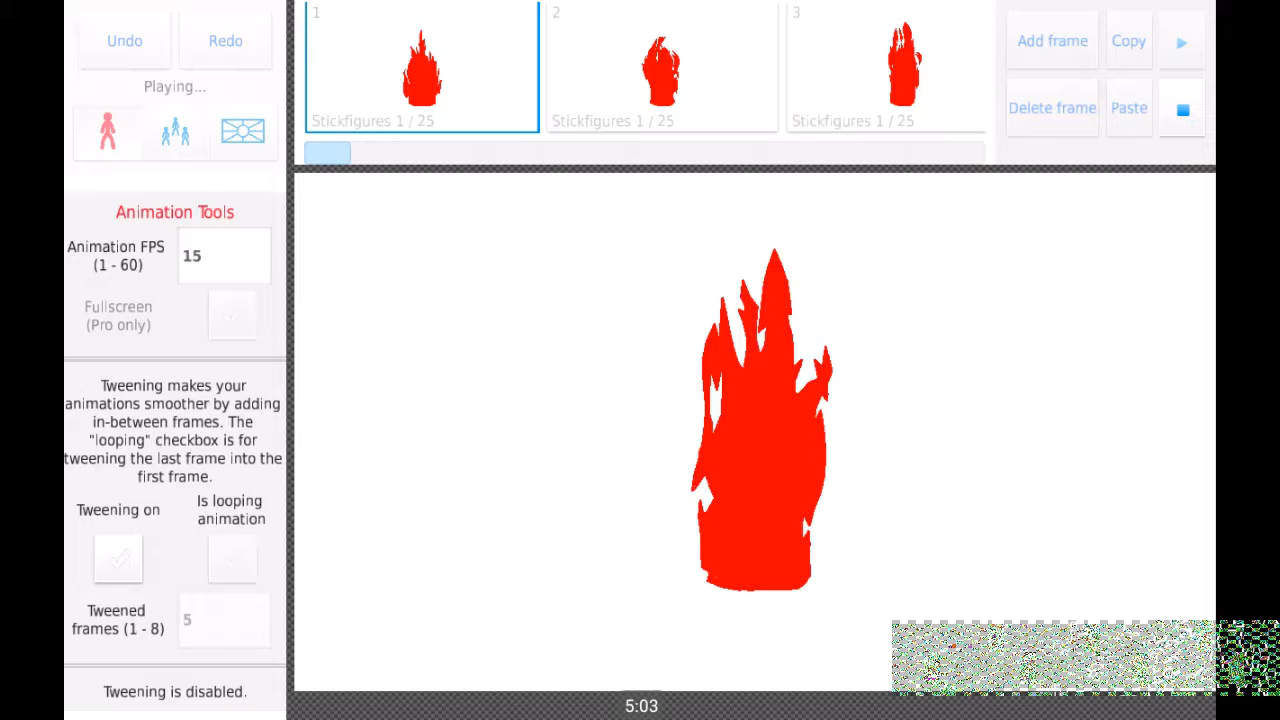 Undo
Redo
Playing...
1
2
3
Stickfigures 1 / 25
Stickfigures 1 / 25
Stickfigures 1 / 25
Add frame
Copy
Delete frame
Paste
Animation Tools
Animation FPS
(1 - 60)
15
Fullscreen
(Pro only)
Tweening makes your
animations smoother by adding
in-between frames. The
"looping" checkbox is for
tweening the last frame into the
first frame.
Tweening on
Is looping
animation
Tweened
frames (1 - 8)
5
Tweening is disabled.
5:03